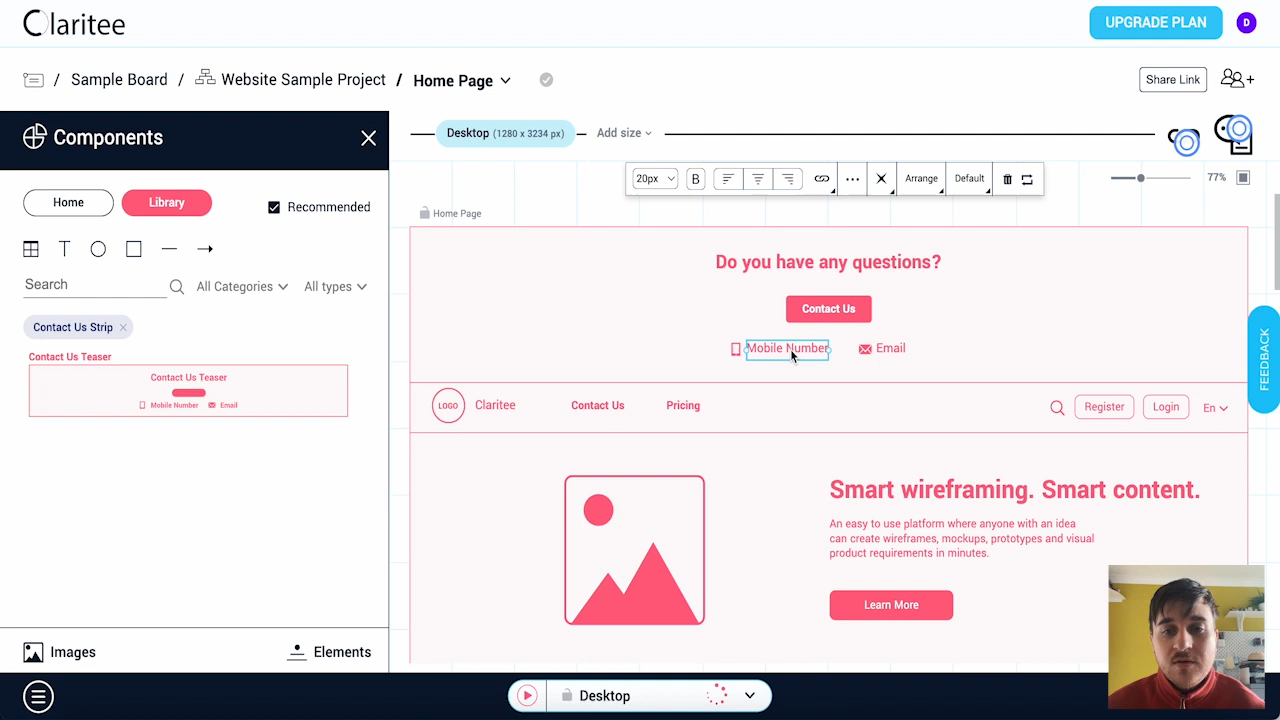 Claritee
UPGRADE PLAN
D
/ Sample Board / Website Sample Project / Home Page
Share Link
Components
Desktop (1280 x 3234 px)
Add size
20px
B
Arrange
Default
77%
Home
Library
Recommended
Home Page
T
Search
All Categories
All types
Contact Us Strip
Contact Us Teaser
Contact Us Teaser
Mobile Number
Email
Do you have any questions?
Contact Us
Mobile Number
Email
FEEDBACK
LOGO
Claritee
Contact Us
Pricing
Register
Login
En
Smart wireframing. Smart content.
An easy to use platform where anyone with an idea
can create wireframes, mockups, prototypes and visual
product requirements in minutes.
Learn More
Images
Elements
Desktop